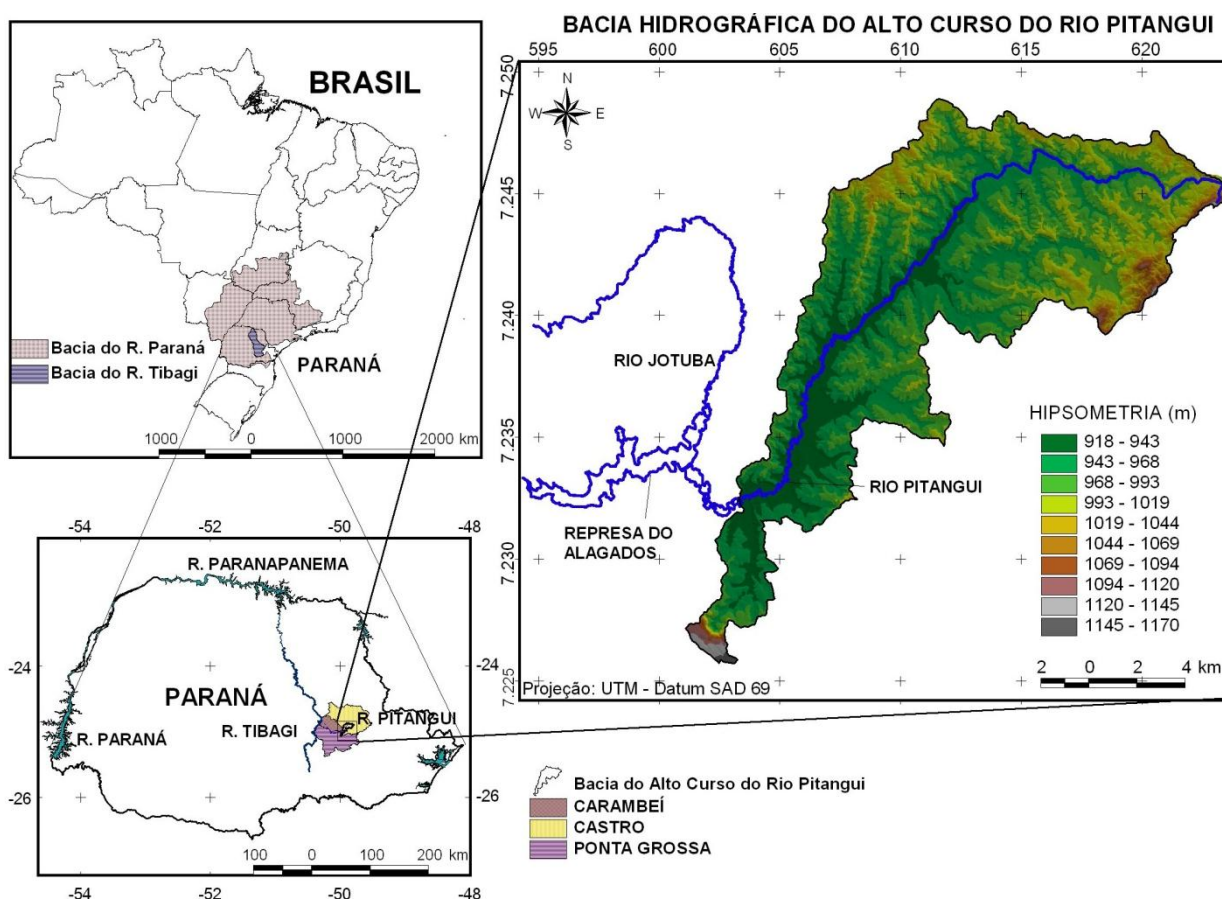 BACIA HIDROGRÁFICA DO ALTO CURSO DO RIO PITANGUI
BRASIL
PARANÁ
Bacia do R. Paraná
Bacia do R. Tibagi
1000 0 1000 2000 km
595 600 605 610 615 620
7.250
7.245
7.240
7.235
7.230
7.225
N
W E
S
RIO JOTUBA
RIO PITANGUI
REPRESA DO
ALAGADOS
HIPSOMETRIA (m)
918 - 943
943 - 968
968 - 993
993 - 1019
1019 - 1044
1044 - 1069
1069 - 1094
1094 - 1120
1120 - 1145
1145 - 1170
2 0 2 4 km
Projeção: UTM - Datum SAD 69
-54 -52 -50 -48
R. PARANAPANEMA
-24 -24
PARANÁ
R. PITANGUI
R. TIBAGI
R. PARANÁ
-26 -26
100 0 100 200 km
-54 -52 -50 -48
Bacia do Alto Curso do Rio Pitangui
CARAMBEÍ
CASTRO
PONTA GROSSA